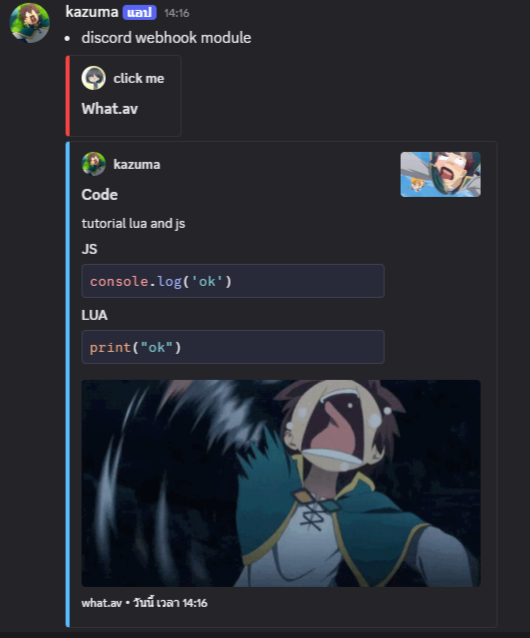 kazuma แอป 14:16
• discord webhook module
click me
What.av
kazuma
Code
tutorial lua and js
JS
console.log('ok')
LUA
print("ok")
what.av • วันนี้ เวลา 14:16